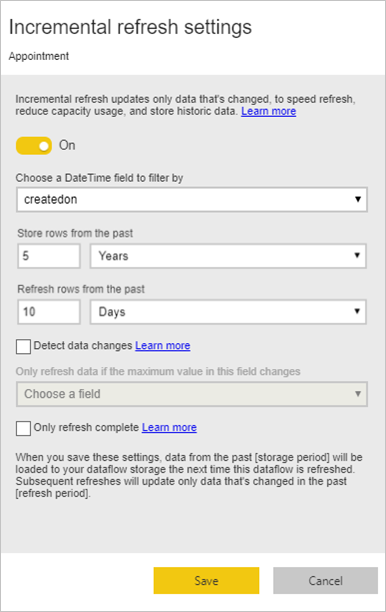 Incremental refresh settings
Appointment
Incremental refresh updates only data that's changed, to speed refresh,
reduce capacity usage, and store historic data. Learn more
On
Choose a DateTime field to filter by
createdon
Store rows from the past
5 Years
Refresh rows from the past
10 Days
Detect data changes Learn more
Only refresh data if the maximum value in this field changes
Choose a field
Only refresh complete Learn more
When you save these settings, data from the past [storage period] will be
loaded to your dataflow storage the next time this dataflow is refreshed.
Subsequent refreshes will update only data that's changed in the past
[refresh period].
Save Cancel